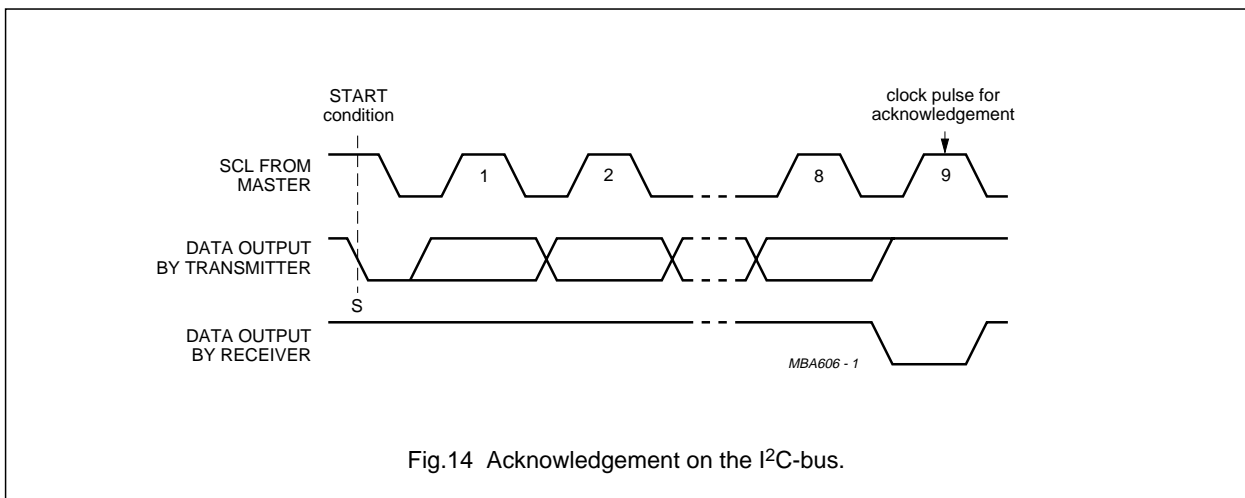 START
condition
clock pulse for
acknowledgement
SCL FROM
MASTER
1
2
8
9
DATA OUTPUT
BY TRANSMITTER
S
DATA OUTPUT
BY RECEIVER
MBA606 - 1
Fig.14 Acknowledgement on the I²C-bus.